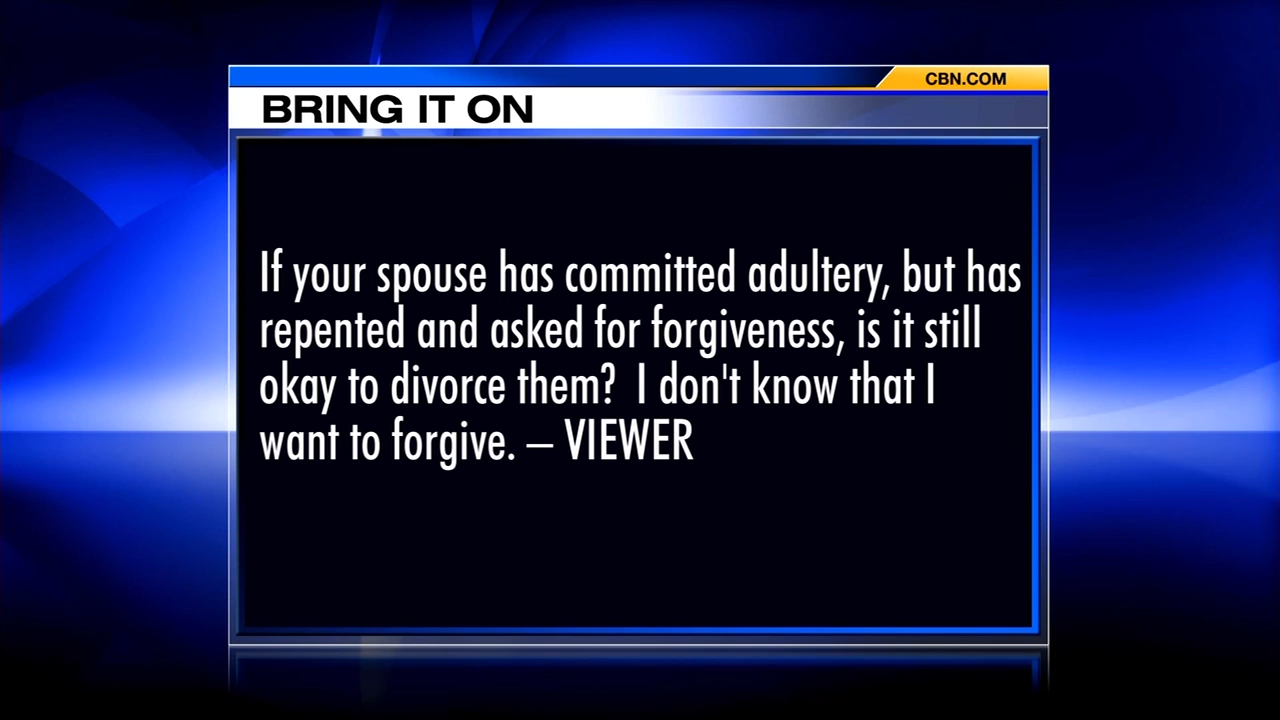 CBN.COM
BRING IT ON
If your spouse has committed adultery, but has
repented and asked for forgiveness, is it still
okay to divorce them?  I don't know that I
want to forgive. – VIEWER